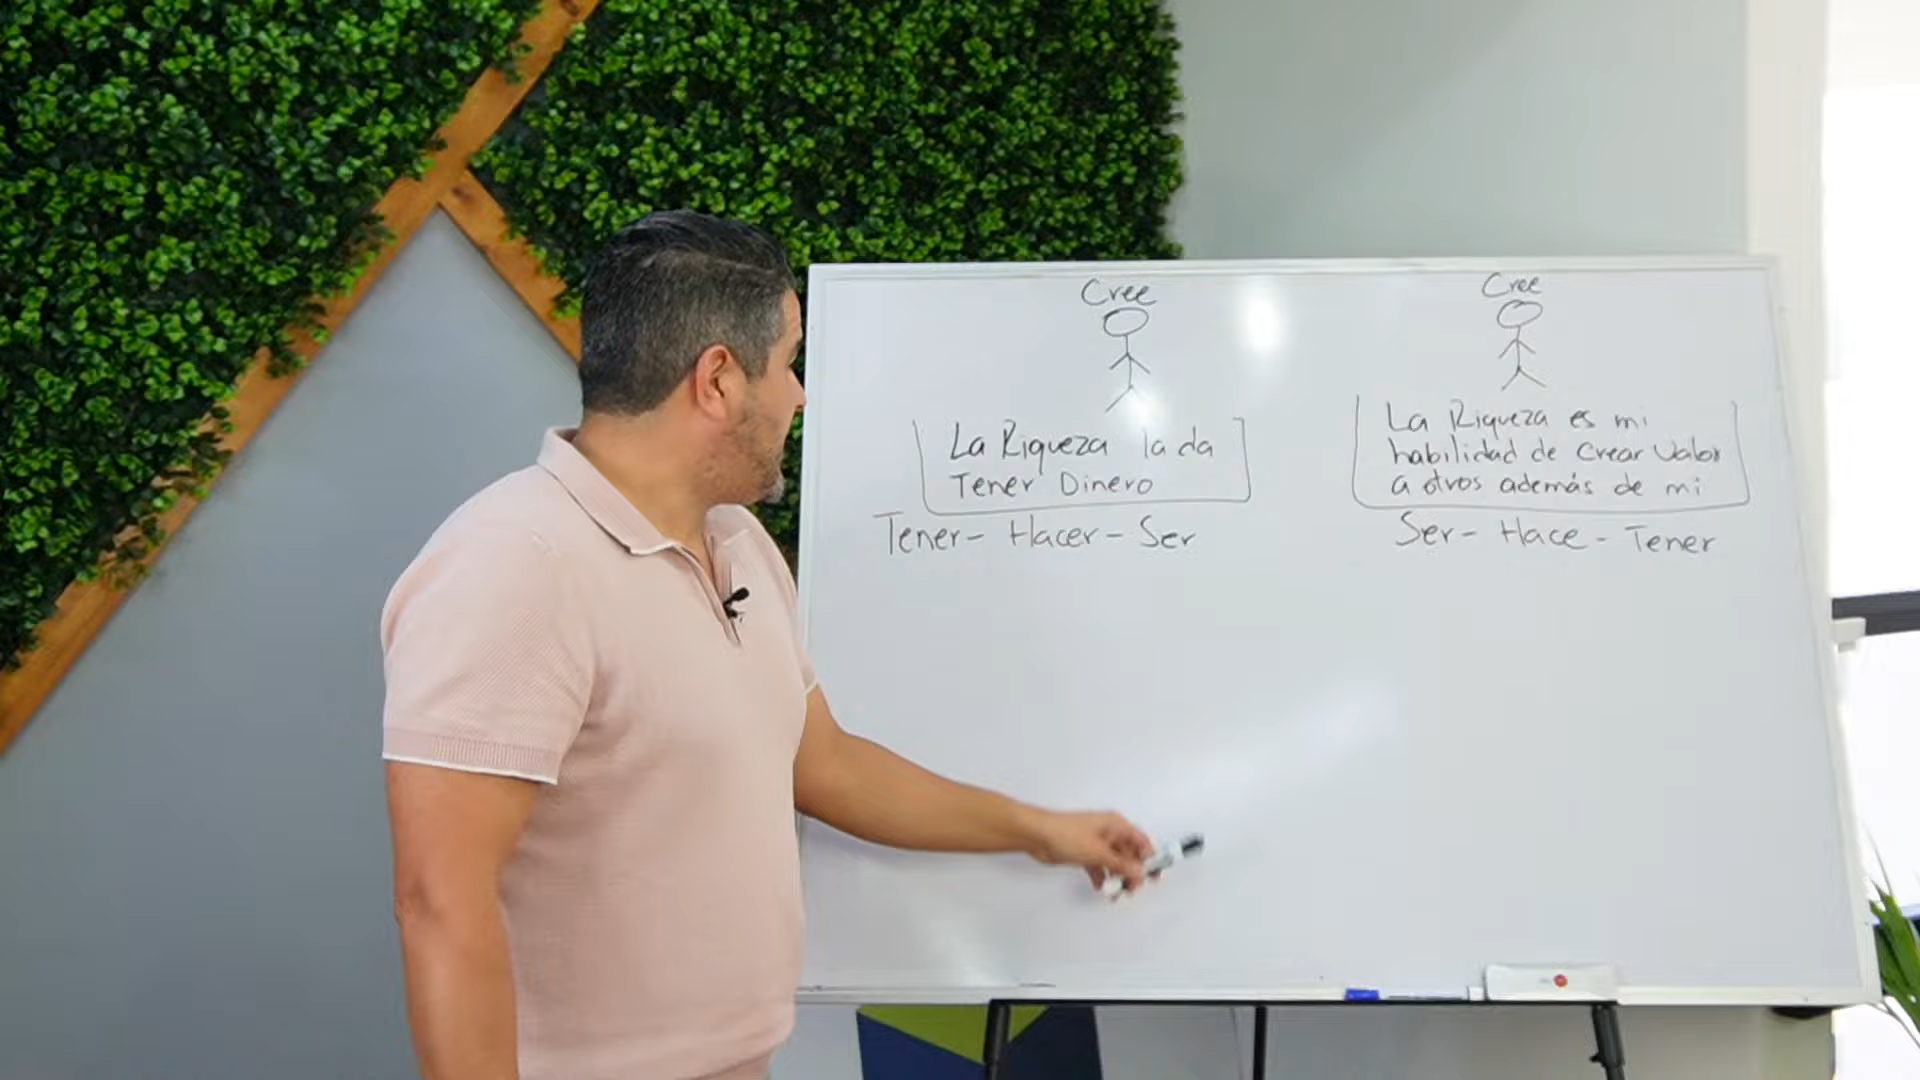 Cree
La Riqueza la da
Tener Dinero
Tener - Hacer - Ser
Cree
La Riqueza es mi
habilidad de Crear Valor
a otros además de mi
Ser - Hace - Tener